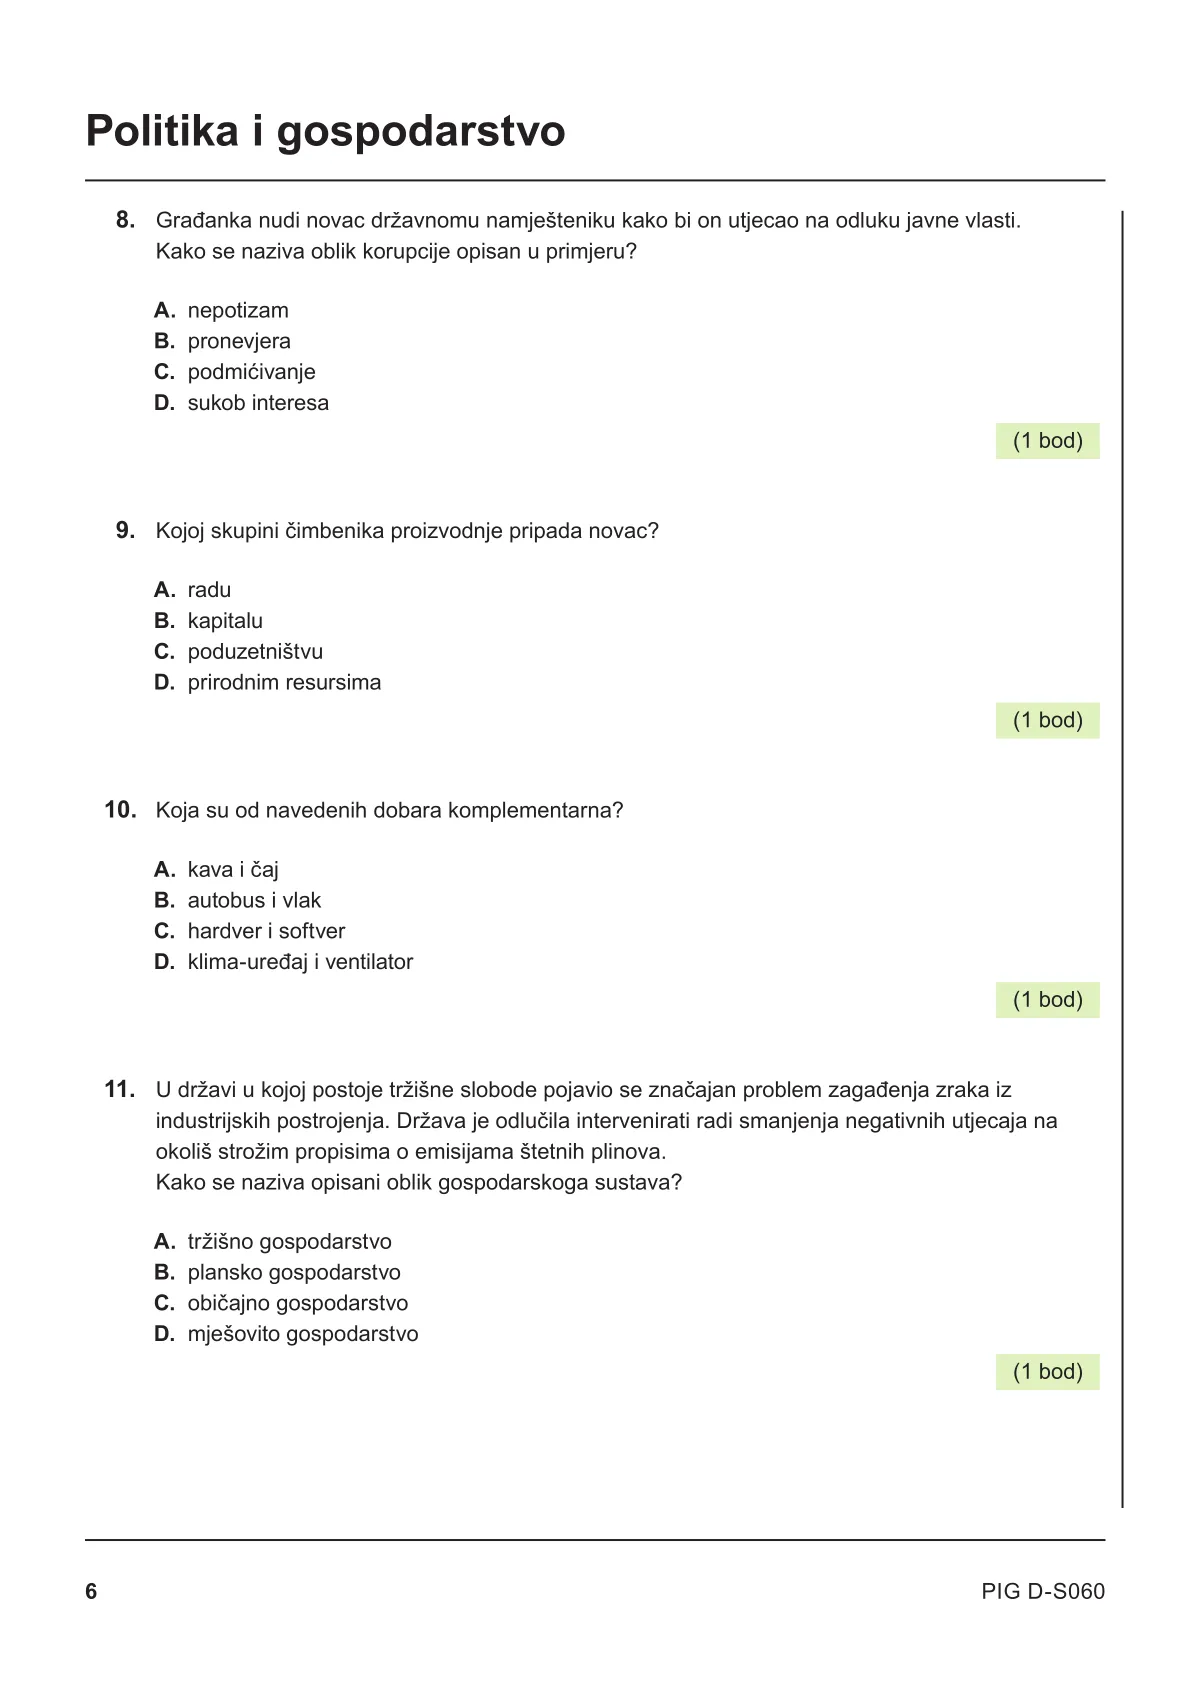 Politika i gospodarstvo
8. Građanka nudi novac državnomu namješteniku kako bi on utjecao na odluku javne vlasti.
Kako se naziva oblik korupcije opisan u primjeru?
A. nepotizam
B. pronevjera
C. podmićivanje
D. sukob interesa
(1 bod)
9. Kojoj skupini čimbenika proizvodnje pripada novac?
A. radu
B. kapitalu
C. poduzetništvu
D. prirodnim resursima
(1 bod)
10. Koja su od navedenih dobara komplementarna?
A. kava i čaj
B. autobus i vlak
C. hardver i softver
D. klima-uređaj i ventilator
(1 bod)
11. U državi u kojoj postoje tržišne slobode pojavio se značajan problem zagađenja zraka iz
industrijskih postrojenja. Država je odlučila intervenirati radi smanjenja negativnih utjecaja na
okoliš strožim propisima o emisijama štetnih plinova.
Kako se naziva opisani oblik gospodarskoga sustava?
A. tržišno gospodarstvo
B. plansko gospodarstvo
C. običajno gospodarstvo
D. mješovito gospodarstvo
(1 bod)
6
PIG D-S060